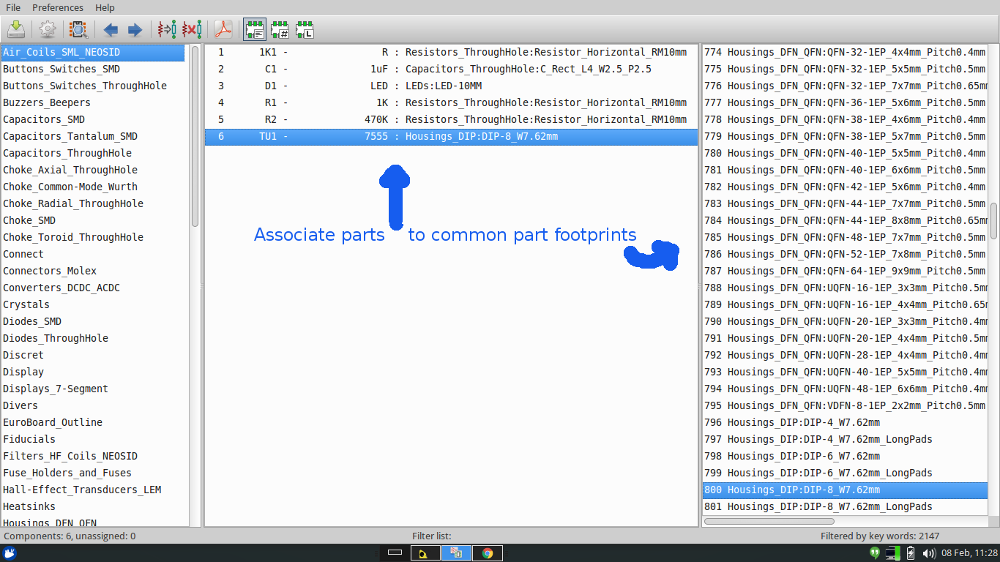 File Preferences Help
Air_Coils_SML_NEOSID
Buttons_Switches_SMD
Buttons_Switches_ThroughHole
Buzzers_Beepers
Capacitors_SMD
Capacitors_Tantalum_SMD
Capacitors_ThroughHole
Choke_Axial_ThroughHole
Choke_Common-Mode_Wurth
Choke_Radial_ThroughHole
Choke_SMD
Choke_Toroid_ThroughHole
Connect
Connectors_Molex
Converters_DCDC_ACDC
Crystals
Diodes_SMD
Diodes_ThroughHole
Discret
Display
Displays_7-Segment
Divers
EuroBoard_Outline
Fiducials
Filters_HF_Coils_NEOSID
Fuse_Holders_and_Fuses
Hall-Effect_Transducers_LEM
Heatsinks
Housings_DFN_QFN
1 1K1 - R : Resistors_ThroughHole:Resistor_Horizontal_RM10mm
2 C1 - 1uF : Capacitors_ThroughHole:C_Rect_L4_W2.5_P2.5
3 D1 - LED : LEDs:LED-10MM
4 R1 - 1K : Resistors_ThroughHole:Resistor_Horizontal_RM10mm
5 R2 - 470K : Resistors_ThroughHole:Resistor_Horizontal_RM10mm
6 TU1 - 7555 : Housings_DIP:DIP-8_W7.62mm
Associate parts to common part footprints
774 Housings_DFN_QFN:QFN-32-1EP_4x4mm_Pitch0.4mm
775 Housings_DFN_QFN:QFN-32-1EP_5x5mm_Pitch0.5mm
776 Housings_DFN_QFN:QFN-32-1EP_7x7mm_Pitch0.65m
777 Housings_DFN_QFN:QFN-36-1EP_5x6mm_Pitch0.5mm
778 Housings_DFN_QFN:QFN-38-1EP_4x6mm_Pitch0.4mm
779 Housings_DFN_QFN:QFN-38-1EP_5x7mm_Pitch0.5mm
780 Housings_DFN_QFN:QFN-40-1EP_5x5mm_Pitch0.4mm
781 Housings_DFN_QFN:QFN-40-1EP_6x6mm_Pitch0.5mm
782 Housings_DFN_QFN:QFN-42-1EP_5x6mm_Pitch0.4mm
783 Housings_DFN_QFN:QFN-44-1EP_7x7mm_Pitch0.5mm
784 Housings_DFN_QFN:QFN-44-1EP_8x8mm_Pitch0.65m
785 Housings_DFN_QFN:QFN-48-1EP_7x7mm_Pitch0.5mm
786 Housings_DFN_QFN:QFN-52-1EP_7x8mm_Pitch0.5mm
787 Housings_DFN_QFN:QFN-64-1EP_9x9mm_Pitch0.5mm
788 Housings_DFN_QFN:UQFN-16-1EP_3x3mm_Pitch0.5m
789 Housings_DFN_QFN:UQFN-16-1EP_4x4mm_Pitch0.65
790 Housings_DFN_QFN:UQFN-20-1EP_3x3mm_Pitch0.4m
791 Housings_DFN_QFN:UQFN-20-1EP_4x4mm_Pitch0.5m
792 Housings_DFN_QFN:UQFN-28-1EP_4x4mm_Pitch0.4m
793 Housings_DFN_QFN:UQFN-40-1EP_5x5mm_Pitch0.4m
794 Housings_DFN_QFN:UQFN-48-1EP_6x6mm_Pitch0.4m
795 Housings_DFN_QFN:VDFN-8-1EP_2x2mm_Pitch0.5mm
796 Housings_DIP:DIP-4_W7.62mm
797 Housings_DIP:DIP-4_W7.62mm_LongPads
798 Housings_DIP:DIP-6_W7.62mm
799 Housings_DIP:DIP-6_W7.62mm_LongPads
800 Housings_DIP:DIP-8_W7.62mm
801 Housings_DIP:DIP-8_W7.62mm_LongPads
Components: 6, unassigned: 0 Filter list: Filtered by key words: 2147
08 Feb, 11:28